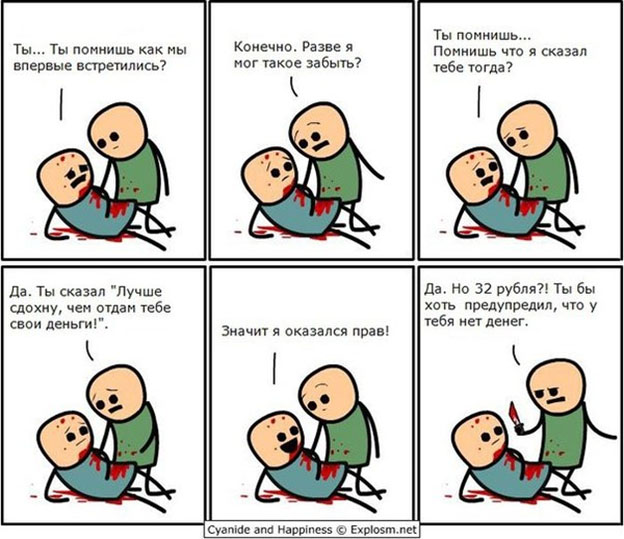 Ты... Ты помнишь как мы
впервые встретились?
Конечно. Разве я
мог такое забыть?
Ты помнишь...
Помнишь что я сказал
тебе тогда?
Да. Ты сказал "Лучше
сдохну, чем отдам тебе
свои деньги!".
Значит я оказался прав!
Да. Но 32 рубля?! Ты бы
хоть предупредил, что у
тебя нет денег.
Cyanide and Happiness © Explosm.net